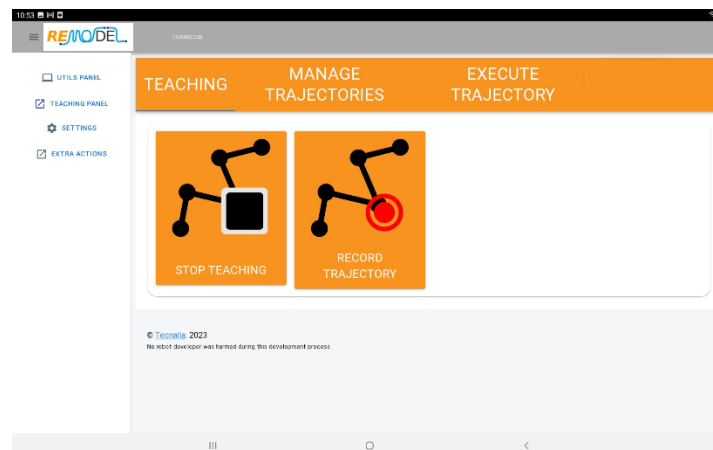 10:53
REMODEL
UTILS PANEL
TEACHING PANEL
SETTINGS
EXTRA ACTIONS
TEACHING
MANAGE
TRAJECTORIES
EXECUTE
TRAJECTORY
STOP TEACHING
RECORD
TRAJECTORY
© Tecnalia, 2023
No robot developer was harmed during this development process